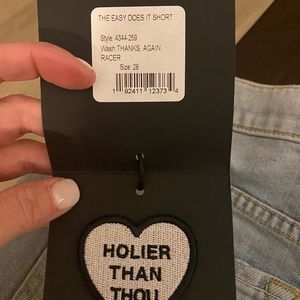 THE EASY DOES IT SHORT
Style: 4344-259
Wash: THANKS, AGAIN
RACER
Size: 28
1 92411 12373 4
HOLIER
THAN
THOU